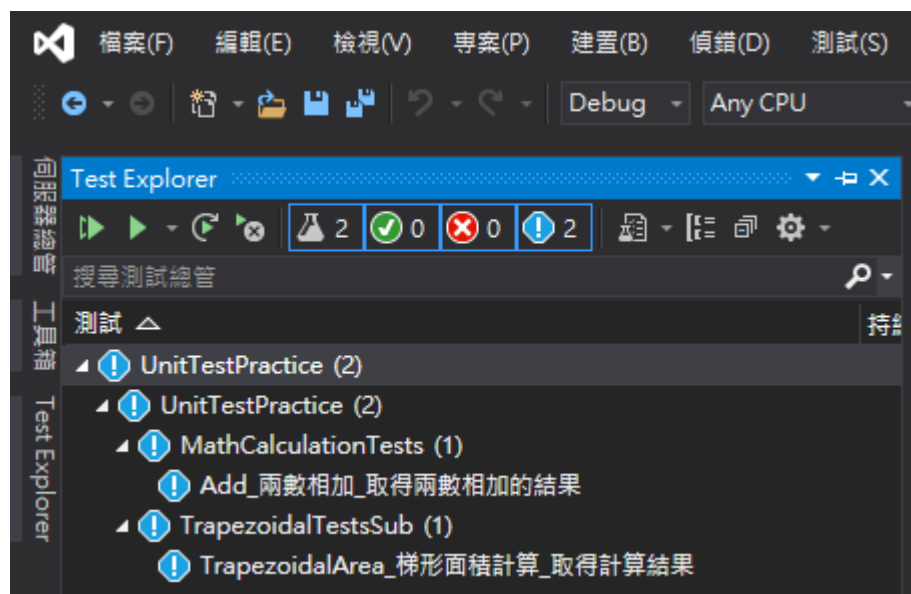 檔案(F) 編輯(E) 檢視(V) 專案(P) 建置(B) 偵錯(D) 測試(S)
Debug Any CPU
伺服器總管
工具箱
Test Explorer
Test Explorer
2 0 0 2
搜尋測試總管
測試 持續
UnitTestPractice (2)
UnitTestPractice (2)
MathCalculationTests (1)
Add_兩數相加_取得兩數相加的結果
TrapezoidalTestsSub (1)
TrapezoidalArea_梯形面積計算_取得計算結果